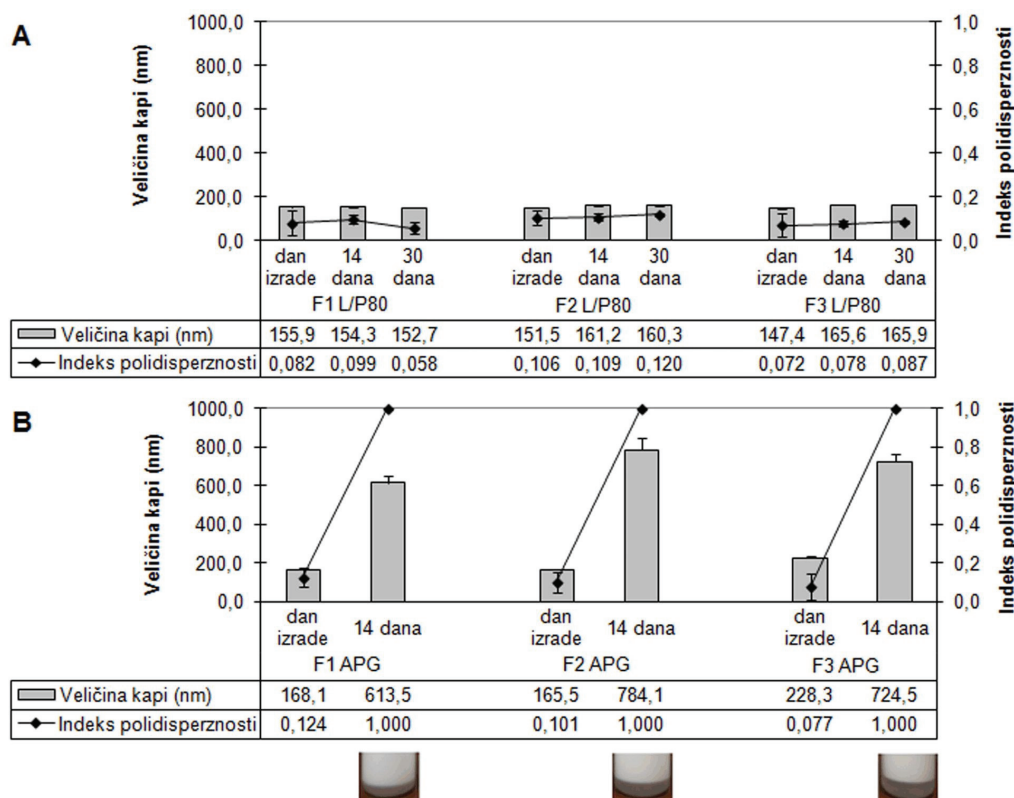 A
Veličina kapi (nm)
1000,0
800,0
600,0
400,0
200,0
0,0
1,0
0,8
0,6
0,4
0,2
0,0
Indeks polidisperznosti
dan izrade
14 dana
30 dana
dan izrade
14 dana
30 dana
dan izrade
14 dana
30 dana
F1 L/P80
F2 L/P80
F3 L/P80
Veličina kapi (nm) 155,9 154,3 152,7 151,5 161,2 160,3 147,4 165,6 165,9
Indeks polidisperznosti 0,082 0,099 0,058 0,106 0,109 0,120 0,072 0,078 0,087
B
Veličina kapi (nm)
1000,0
800,0
600,0
400,0
200,0
0,0
1,0
0,8
0,6
0,4
0,2
0,0
Indeks polidisperznosti
dan izrade
14 dana
dan izrade
14 dana
dan izrade
14 dana
F1 APG
F2 APG
F3 APG
Veličina kapi (nm) 168,1 613,5 165,5 784,1 228,3 724,5
Indeks polidisperznosti 0,124 1,000 0,101 1,000 0,077 1,000